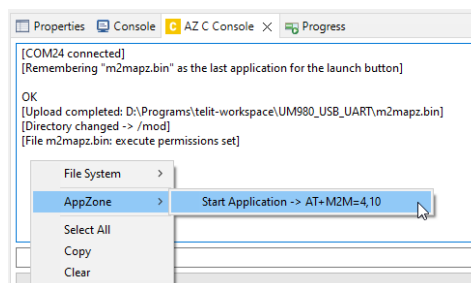 Properties Console C AZ C Console Progress
[COM24 connected]
[Remembering "m2mapz.bin" as the last application for the launch button]
OK
[Upload completed: D:\Programs\telit-workspace\UM980_USB_UART\m2mapz.bin]
[Directory changed -> /mod]
[File m2mapz.bin: execute permissions set]
File System >
AppZone > Start Application -> AT+M2M=4,10
Select All
Copy
Clear